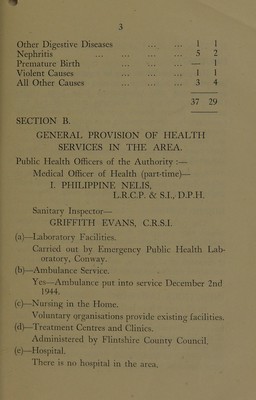 3
Other Digestive Diseases ... ... 1 1
Nephritis ... ... ... ... 5 2
Premature Birth ... ... ... — 1
Violent Causes ... ... ... 1 1
All Other Causes ... ... ... 3 4
37 29
SECTION B.
GENERAL PROVISION OF HEALTH
SERVICES IN THE AREA.
Public Health Officers of the Authority :—
Medical Officer of Health (part-time)—
I. PHILIPPINE NELIS,
L.R.C.P. & S.I., D.P.H.
Sanitary Inspector—
GRIFFITH EVANS, C.R.S.I.
(a)—Laboratory Facilities.
Carried out by Emergency Public Health Lab-
oratory, Conway.
(b)—Ambulance Service.
Yes—Ambulance put into service December 2nd
1944.
(c)—Nursing in the Home.
Voluntary organisations provide existing facilities.
(d)—Treatment Centres and Clinics.
Administered by Flintshire County Council.
(e)—Hospital.
There is no hospital in the area.